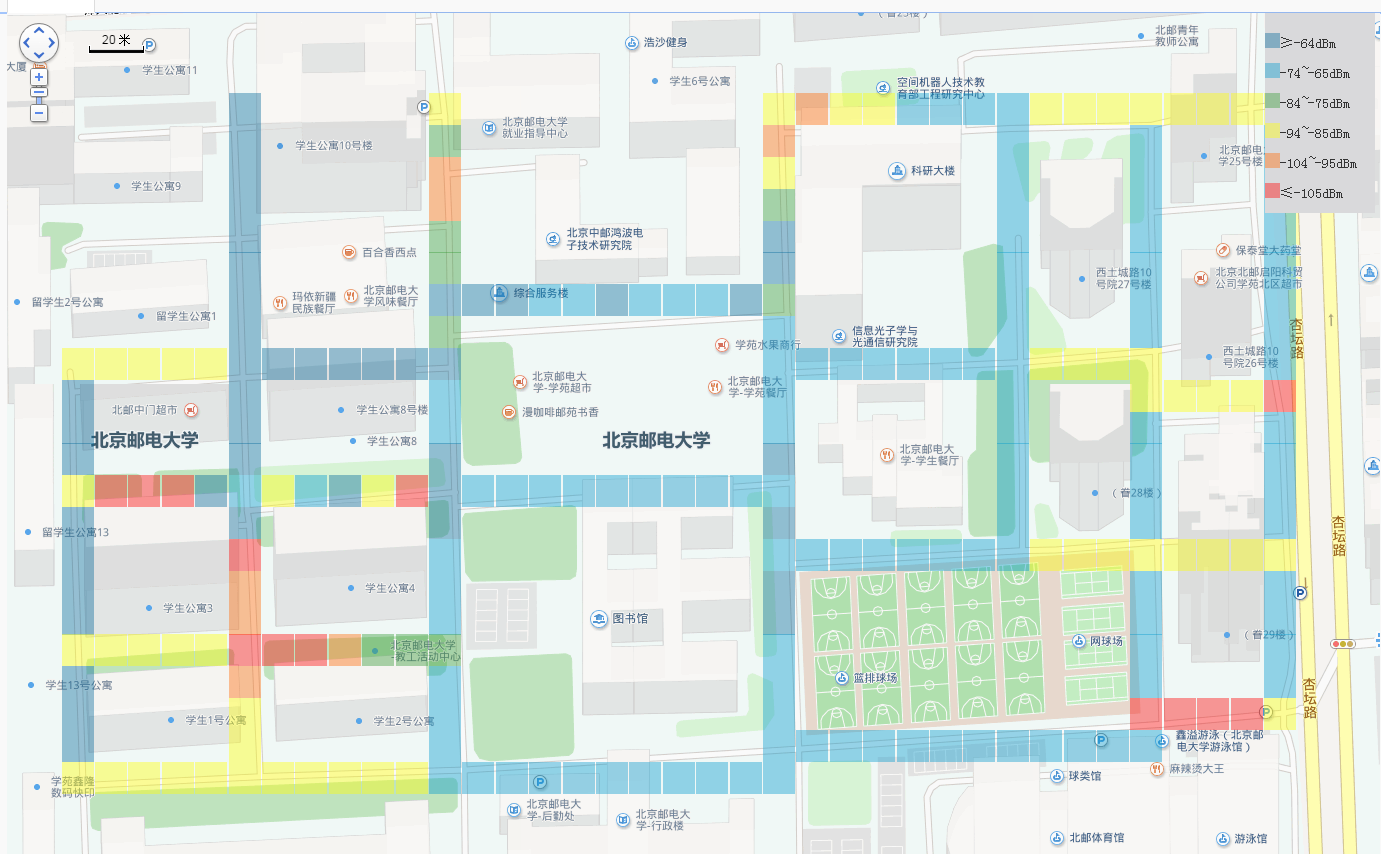 20 米
P
大厦
学生公寓11
浩沙健身
学生6号公寓
空间机器人技术教
育部工程研究中心
北邮青年
教师公寓
≥-64dBm
-74~-65dBm
-84~-75dBm
-94~-85dBm
-104~-95dBm
≤-105dBm
P
北京邮电大学
就业指导中心
学生公寓10号楼
科研大楼
北京邮电
学25号楼
学生公寓9
北京中邮鸿波电
子技术研究院
百合香西点
保泰堂大药堂
西土城路10
号院27号楼
北京北邮启阳科贸
公司学苑北区超市
留学生2号公寓
玛依新疆
民族餐厅
北京邮电大
学风味餐厅
综合服务楼
留学生公寓1
信息光子学与
光通信研究院
学苑水果商行
杏坛路
西土城路10
号院26号楼
北京邮电大
学-学苑超市
北京邮电大
学-学苑餐厅
北邮中门超市
学生公寓8号楼
漫咖啡邮苑书香
北京邮电大学
学生公寓8
北京邮电大学
北京邮电大
学-学生餐厅
(春28楼)
留学生公寓13
杏坛路
学生公寓4
P
学生公寓3
图书馆
北京邮电大学
-教工活动中心
网球场
(春29楼)
蓝排球场
学生13号公寓
学生1号公寓
学生2号公寓
杏坛路
P
鑫溢游泳(北京邮
电大学游泳馆)
P
麻辣烫大王
球类馆
学苑鑫隆
数码快印
P
北京邮电大
学-后勤处
北京邮电大
学-行政楼
北邮体育馆
游泳馆